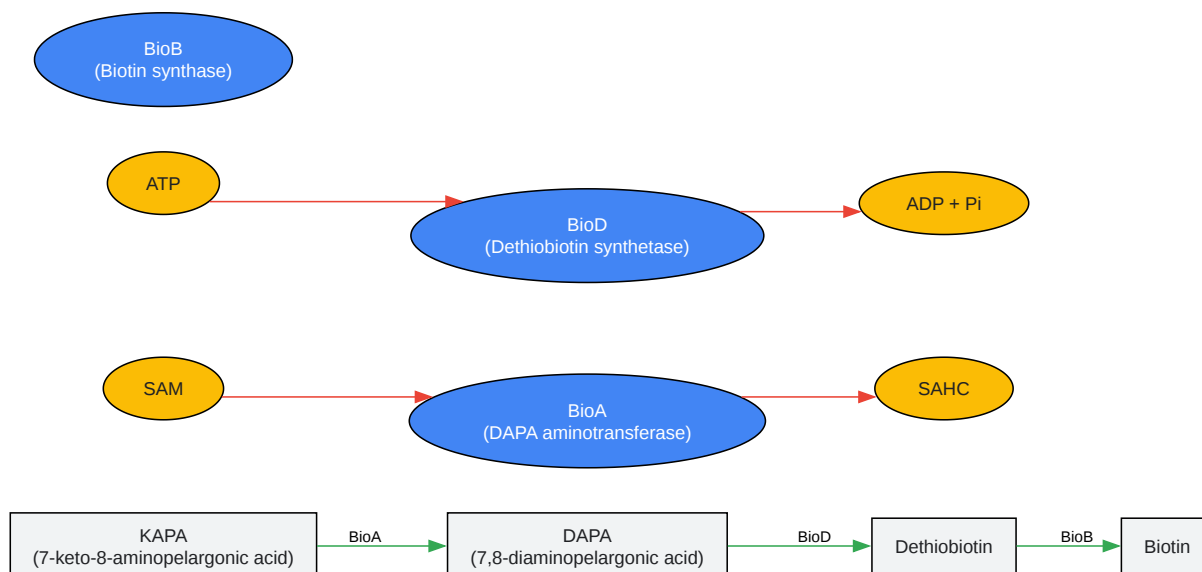 BioB
(Biotin synthase)
ATP
BioD
(Dethiobiotin synthetase)
ADP + Pi
SAM
BioA
(DAPA aminotransferase)
SAHC
KAPA
(7-keto-8-aminopelargonic acid)
BioA
DAPA
(7,8-diaminopelargonic acid)
BioD
Dethiobiotin
BioB
Biotin